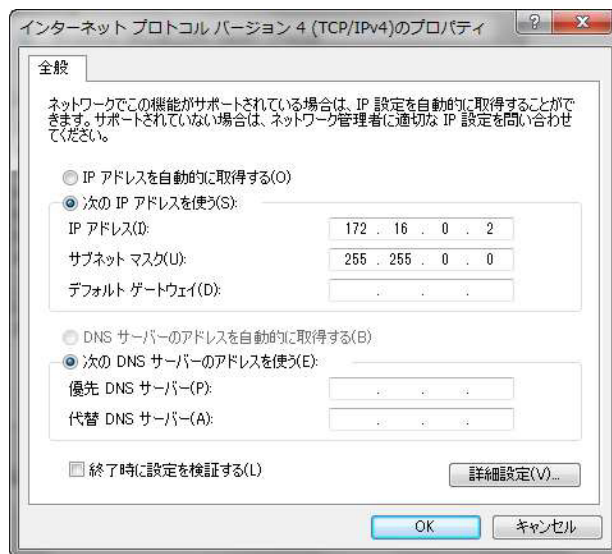 インターネット プロトコル バージョン 4 (TCP/IPv4)のプロパティ
全般
ネットワークでこの機能がサポートされている場合は、IP 設定を自動的に取得することがで
きます。サポートされていない場合は、ネットワーク管理者に適切な IP 設定を問い合わせ
てください。
IP アドレスを自動的に取得する(O)
次の IP アドレスを使う(S):
IP アドレス(I): 172 . 16 . 0 . 2
サブネット マスク(U): 255 . 255 . 0 . 0
デフォルト ゲートウェイ(D): . . .
DNS サーバーのアドレスを自動的に取得する(B)
次の DNS サーバーのアドレスを使う(E):
優先 DNS サーバー(P): . . .
代替 DNS サーバー(A): . . .
終了時に設定を検証する(L)
詳細設定(V)...
OK キャンセル